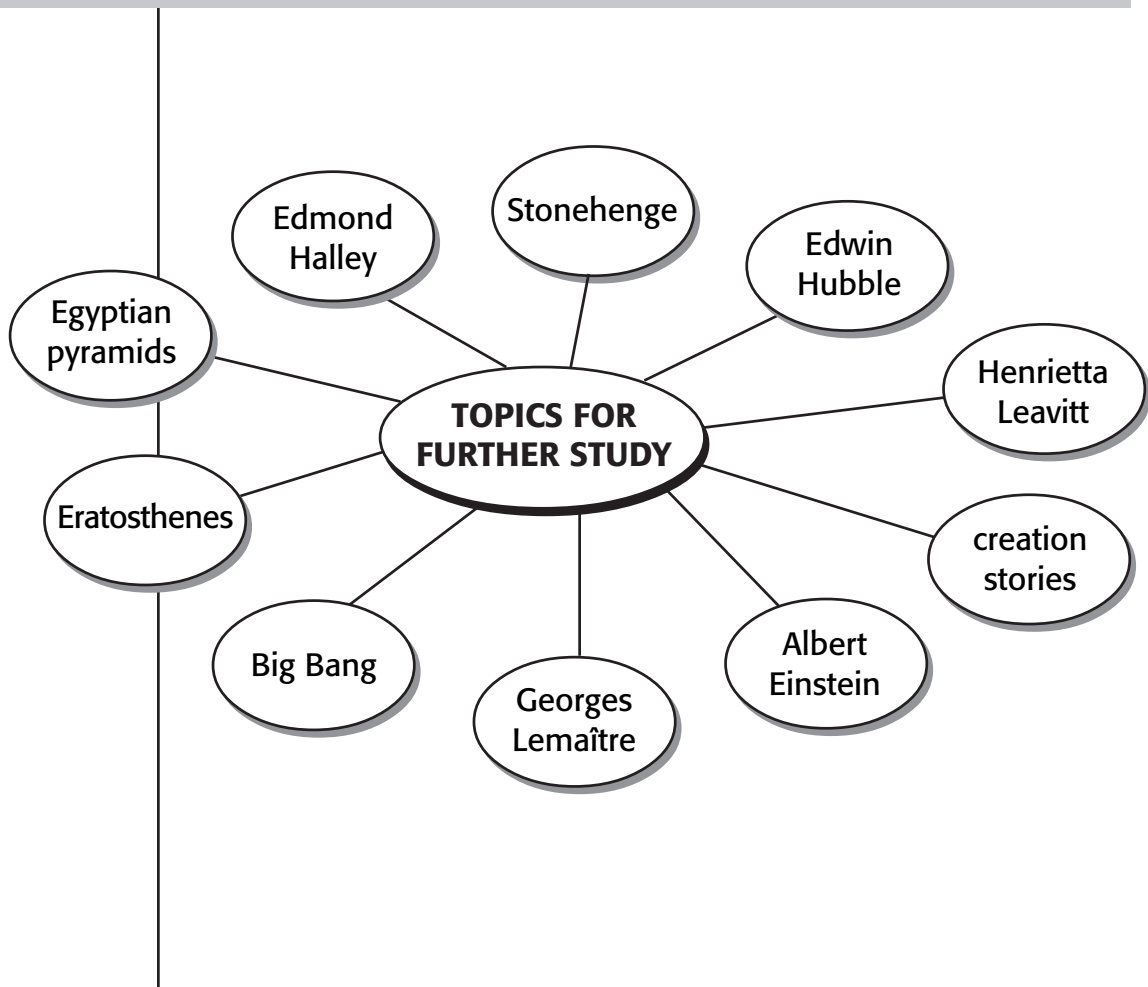 Stonehenge
Edmond
Halley
Edwin
Hubble
Egyptian
pyramids
Henrietta
Leavitt
TOPICS FOR
FURTHER STUDY
Eratosthenes
creation
stories
Big Bang
Albert
Einstein
Georges
Lemaître